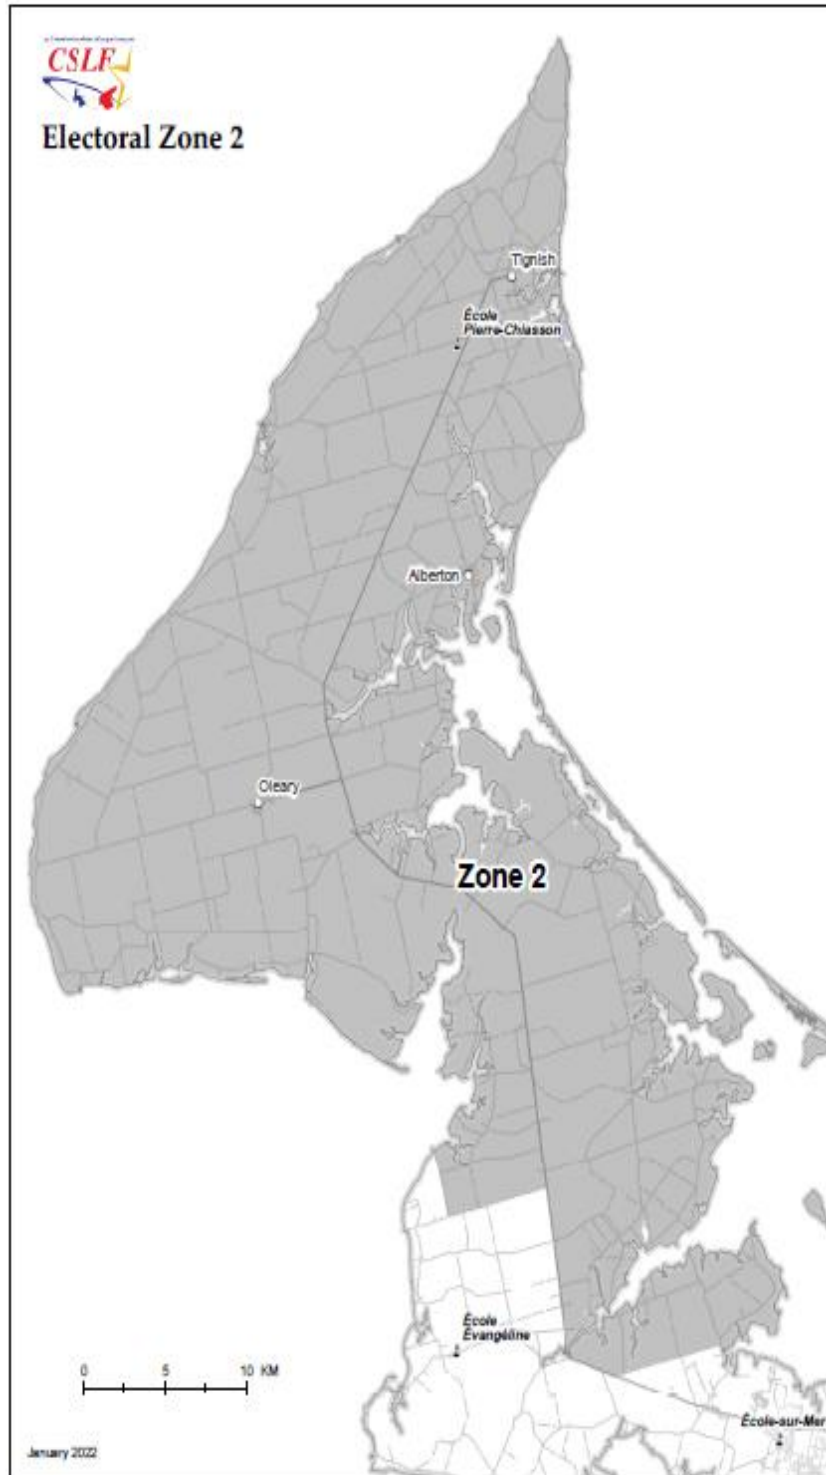 CSLF
Electoral Zone 2
Tignish
École
Pierre-Chiasson
Alberton
Oleary
Zone 2
École
Évangéline
0 5 10 KM
École-sur-Mer
January 2022